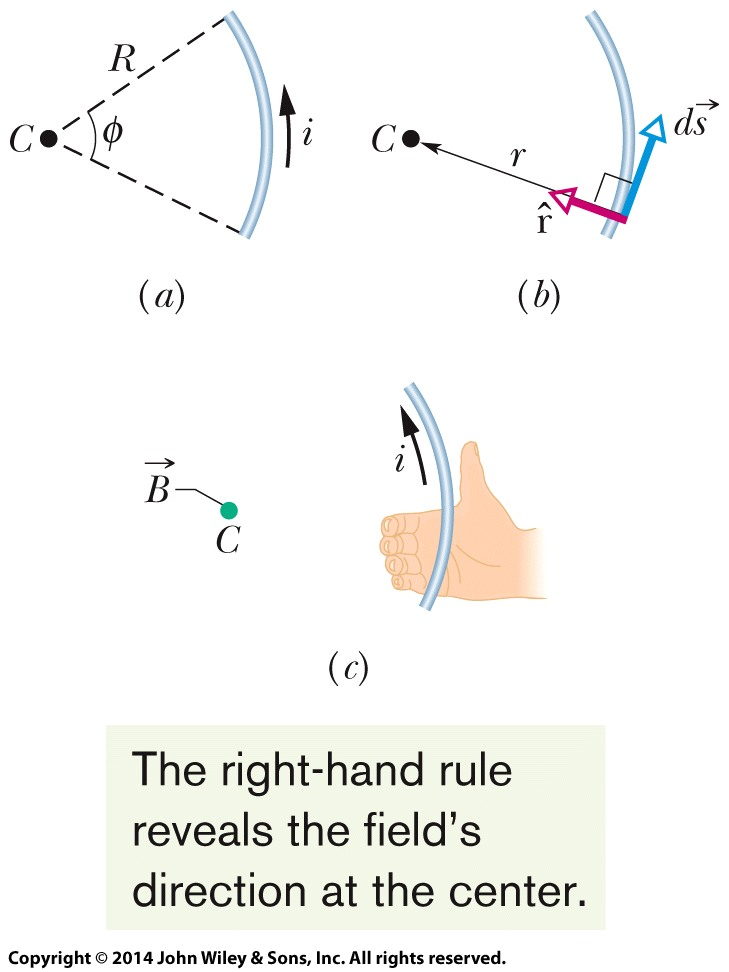 R
C ϕ i
(a)
C r ds⃗
r̂
(b)
B⃗
C
i
(c)
The right-hand rule
reveals the field's
direction at the center.
Copyright © 2014 John Wiley & Sons, Inc. All rights reserved.